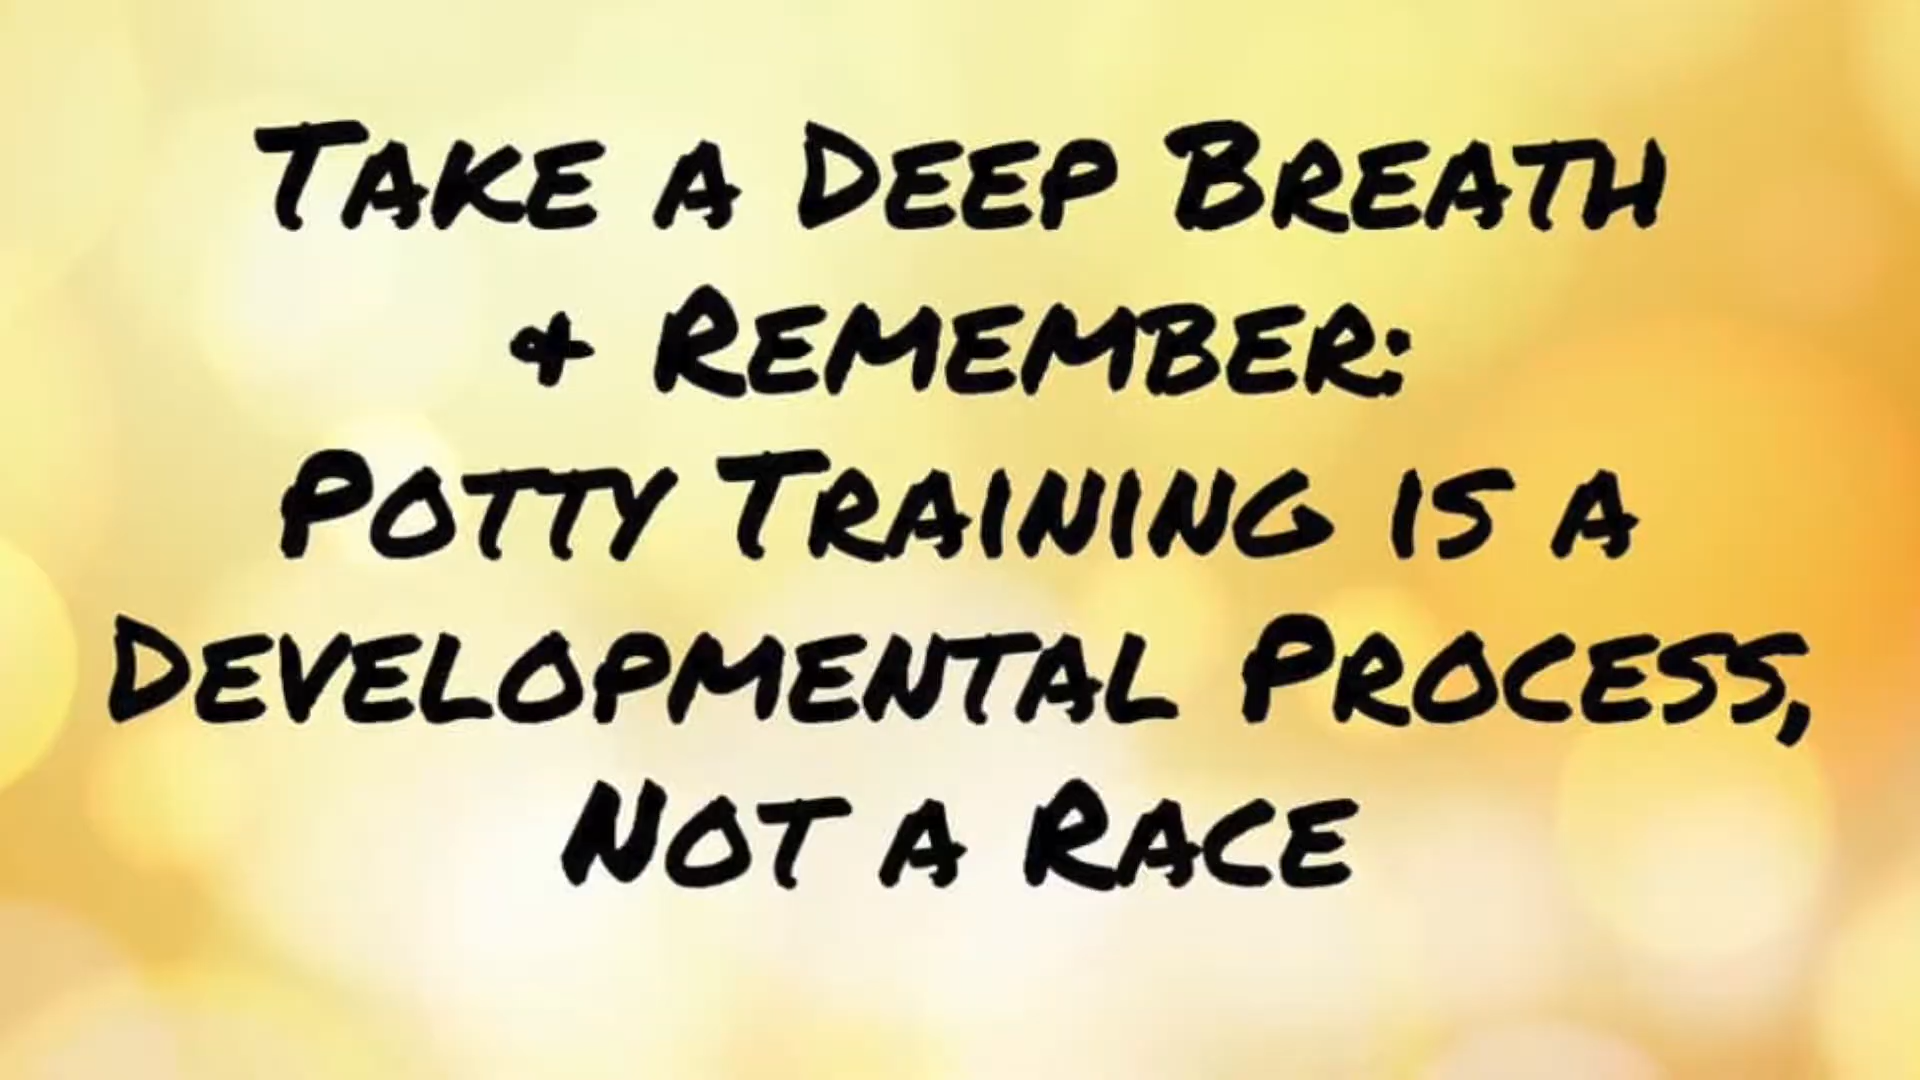 Take a Deep Breath
& Remember:
Potty Training is a
Developmental Process,
Not a Race